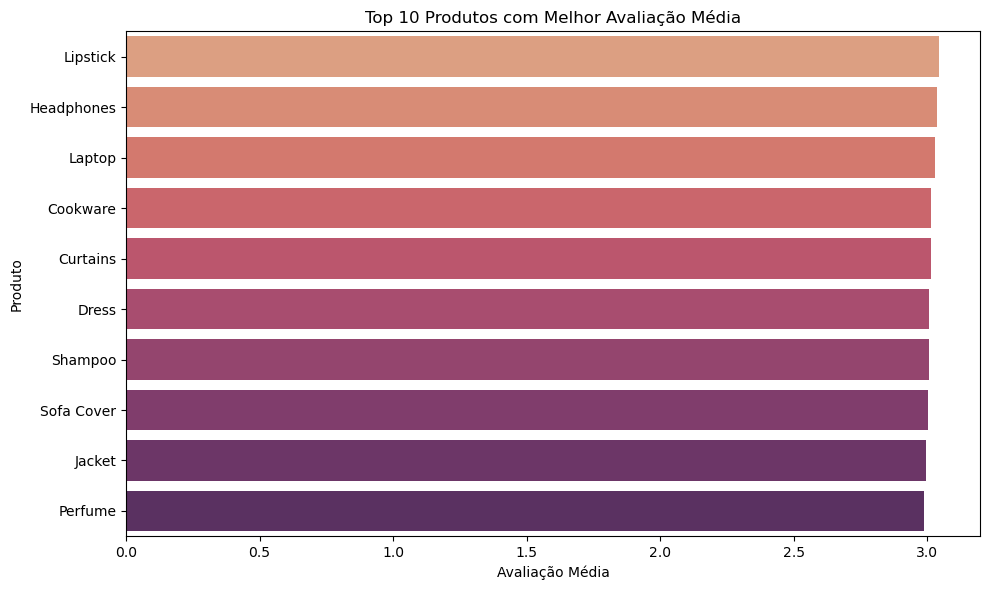 Top 10 Produtos com Melhor Avaliação Média
Produto
Lipstick
Headphones
Laptop
Cookware
Curtains
Dress
Shampoo
Sofa Cover
Jacket
Perfume
0.0 0.5 1.0 1.5 2.0 2.5 3.0
Avaliação Média